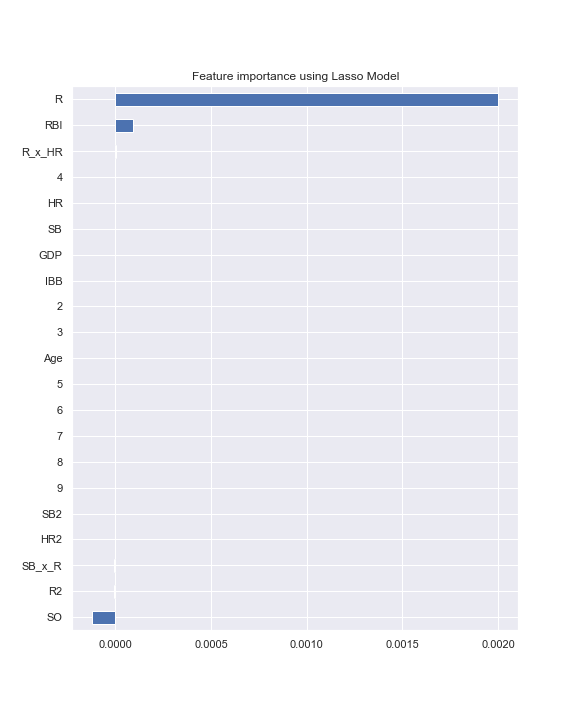 Feature importance using Lasso Model
R
RBI
R_x_HR
4
HR
SB
GDP
IBB
2
3
Age
5
6
7
8
9
SB2
HR2
SB_x_R
R2
SO
0.0000 0.0005 0.0010 0.0015 0.0020